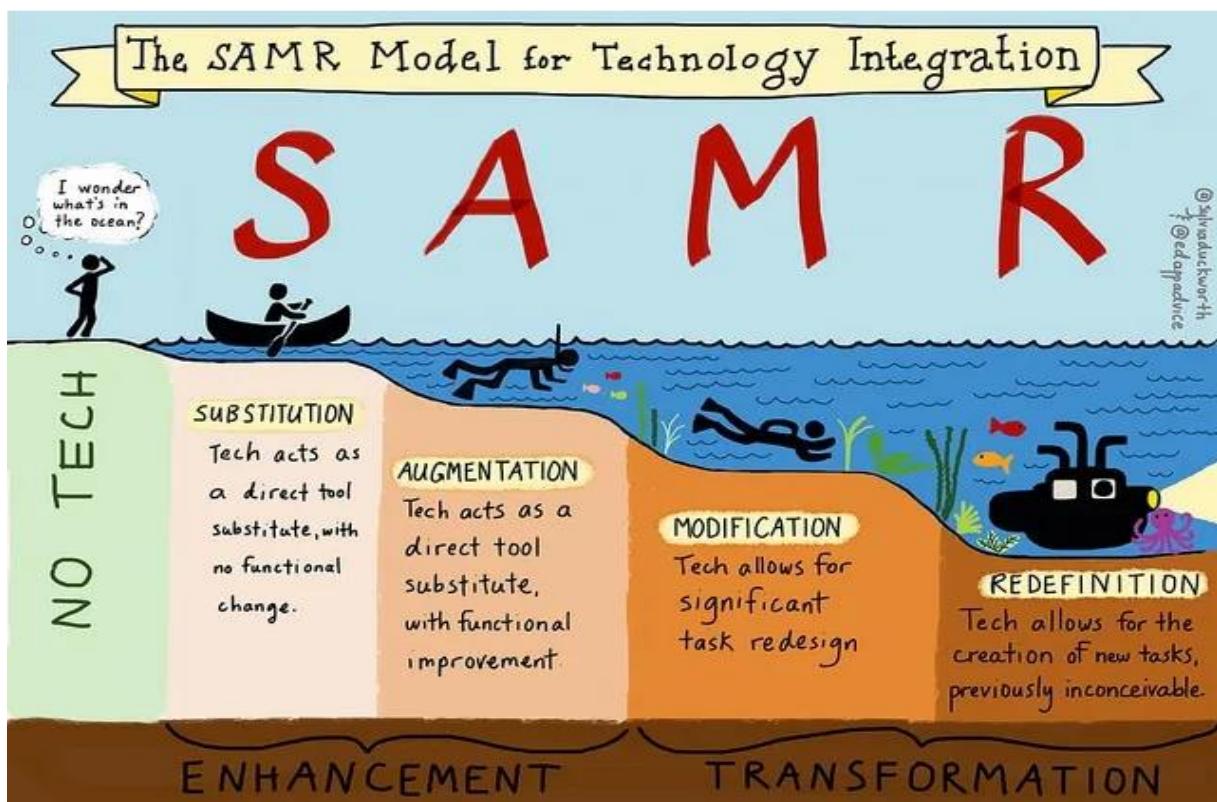 The SAMR Model for Technology Integration
S A M R
I wonder
what's in
the ocean?
@sylviaduckworth
& @edappadvice
NO TECH
SUBSTITUTION
Tech acts as
a direct tool
substitute, with
no functional
change.
AUGMENTATION
Tech acts as a
direct tool
substitute,
with functional
improvement.
MODIFICATION
Tech allows for
significant
task redesign
REDEFINITION
Tech allows for the
creation of new tasks,
previously inconceivable.
ENHANCEMENT
TRANSFORMATION